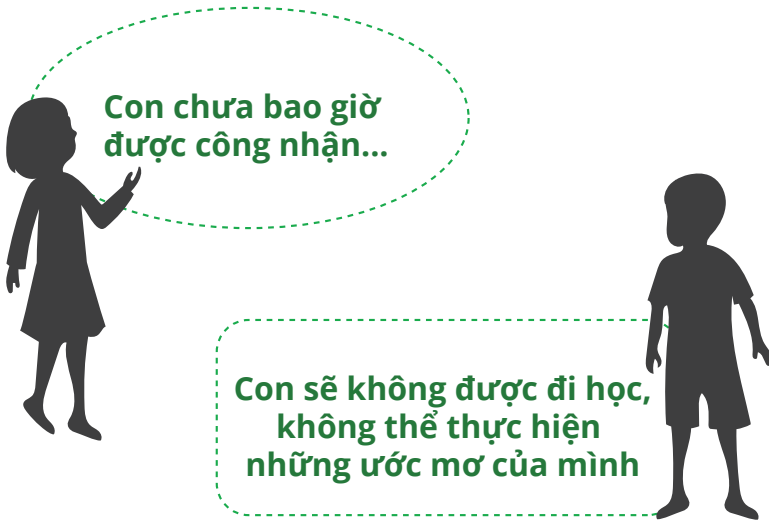 Con chưa bao giờ
được công nhận...
Con sẽ không được đi học,
không thể thực hiện
những ước mơ của mình